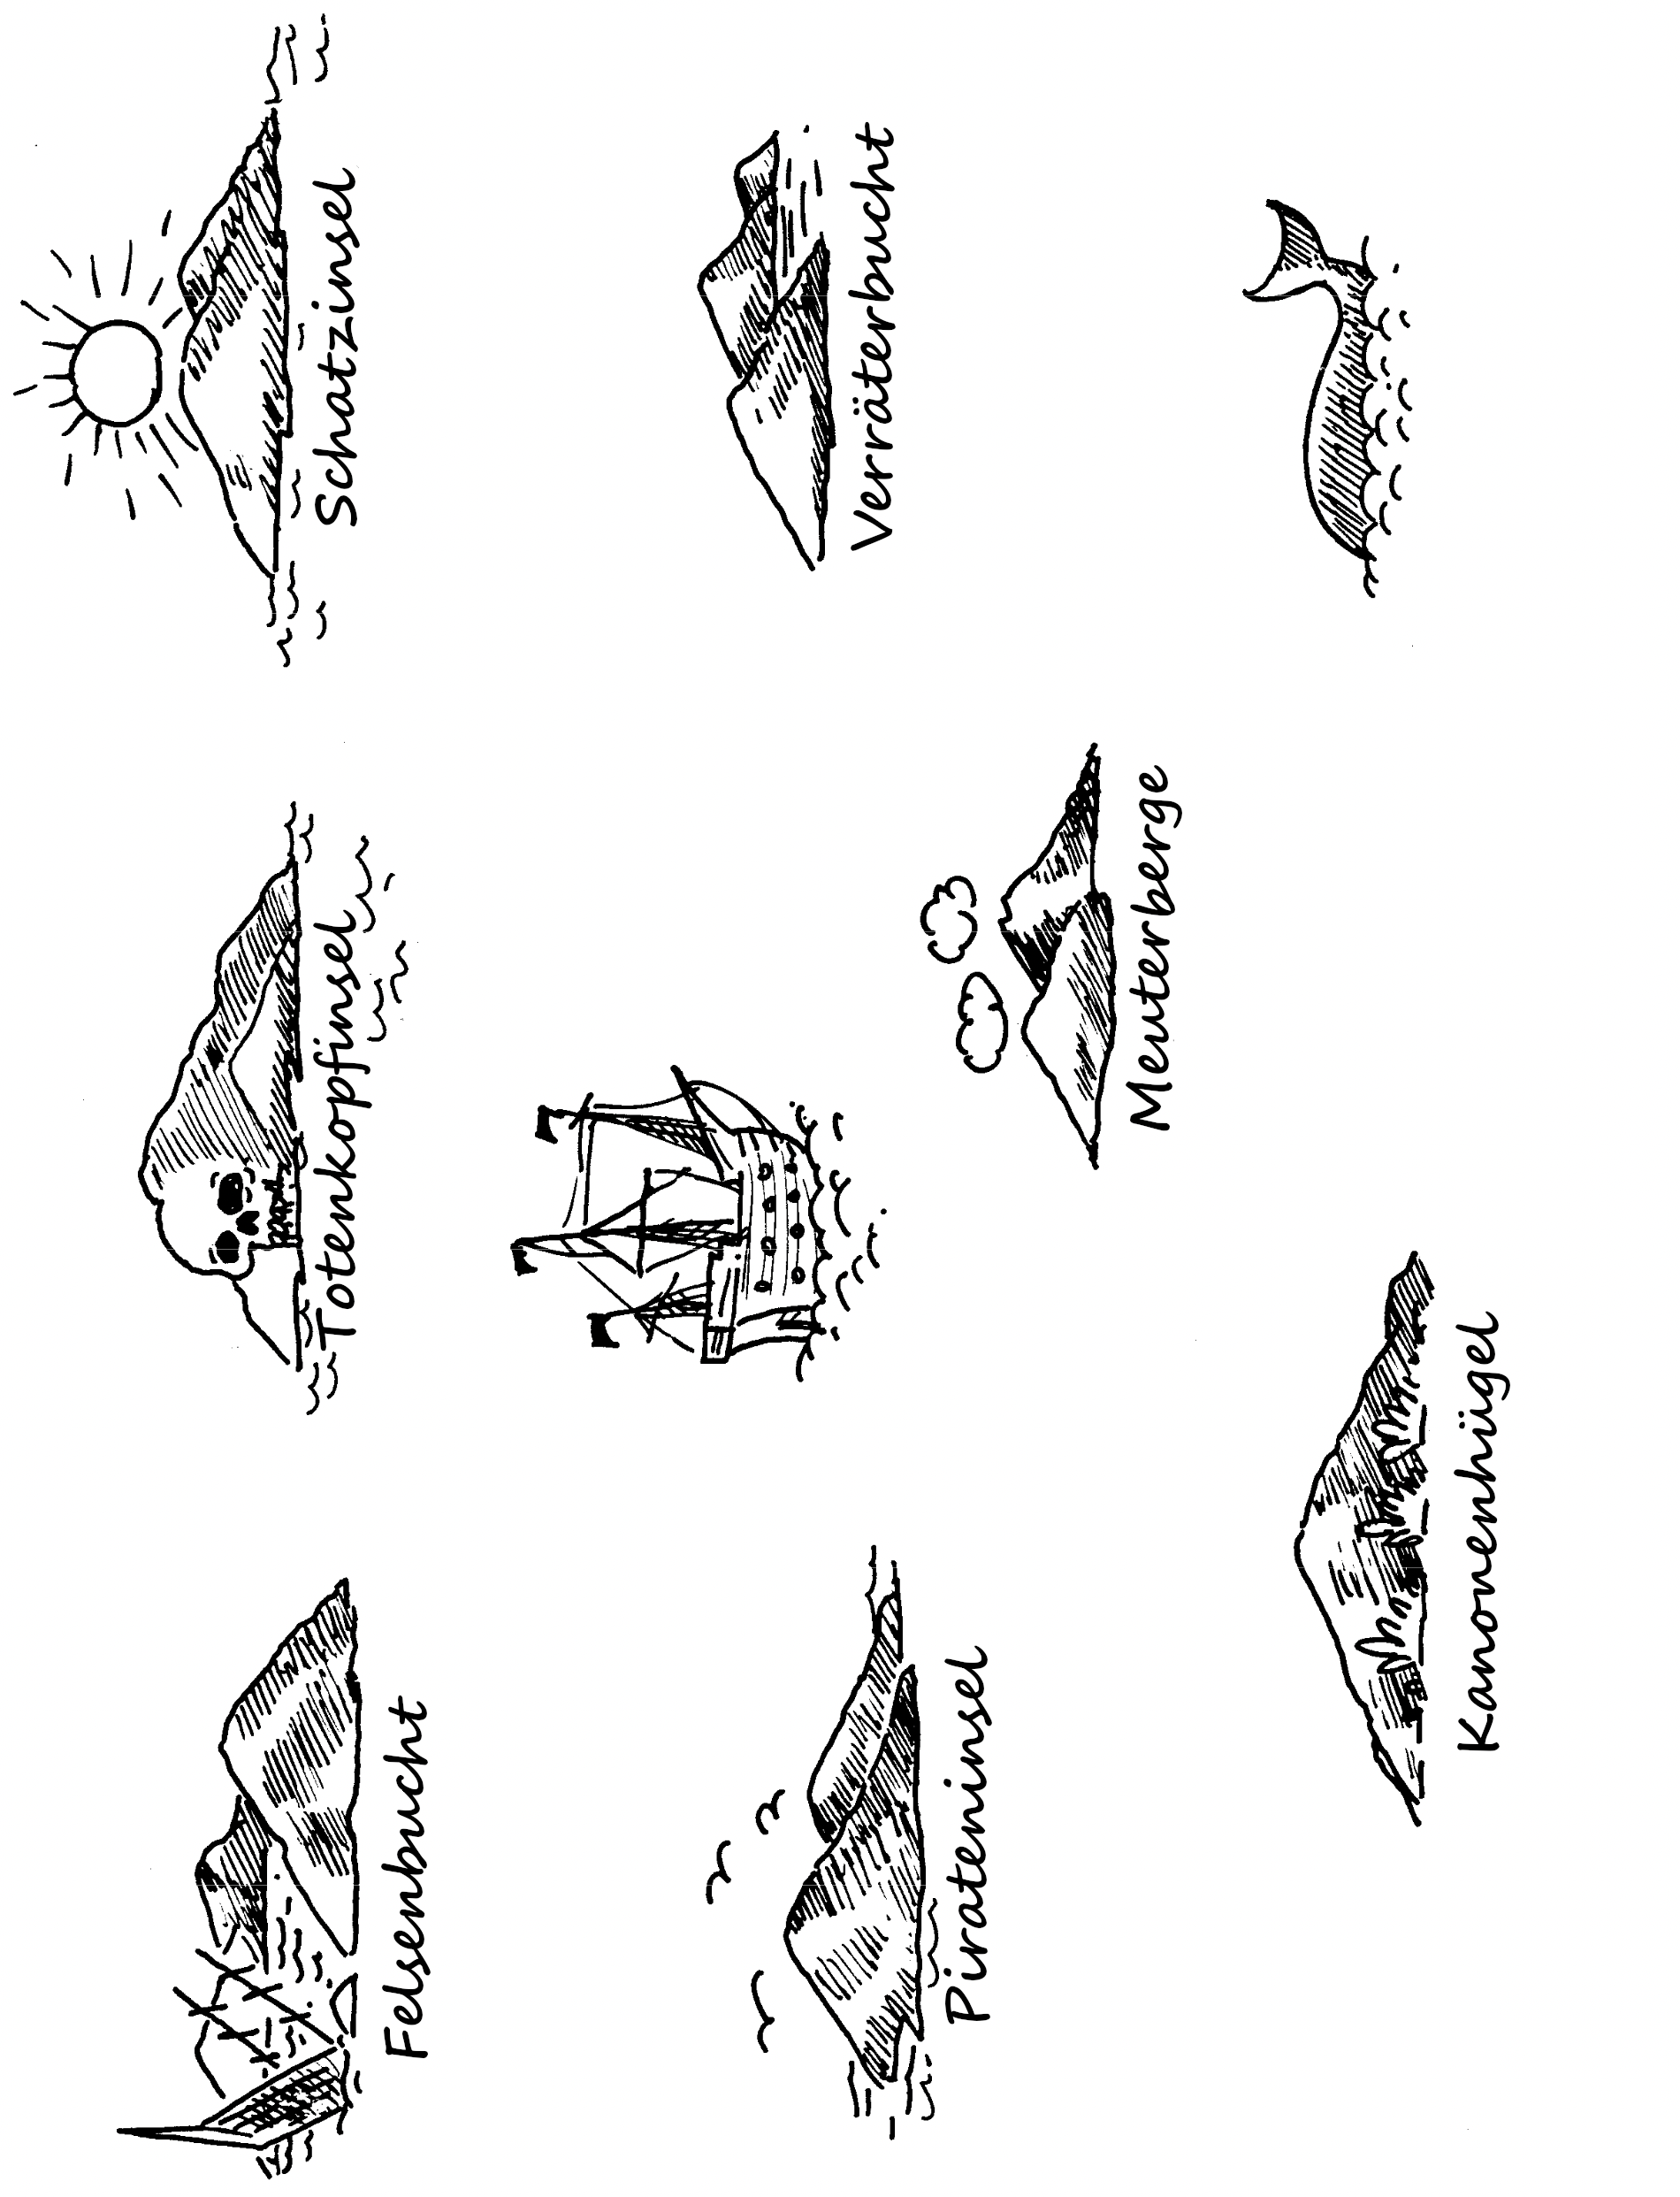 Felsenbucht
Totenkopfinsel
Schatzinsel
Pirateninsel
Verräterbucht
Meuterberge
Kanonenhügel